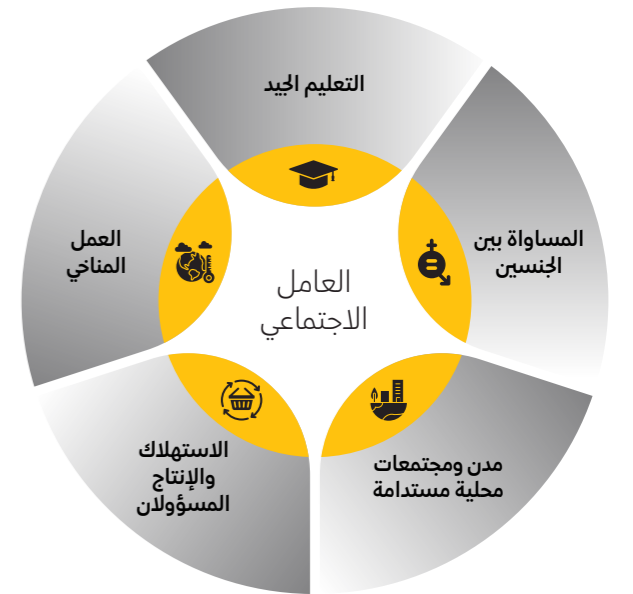 التعليم الجيد
المساواة بين
الجنسين
مدن ومجتمعات
محلية مستدامة
الاستهلاك
والإنتاج
المسؤولان
العمل
المناخي
العامل
الاجتماعي